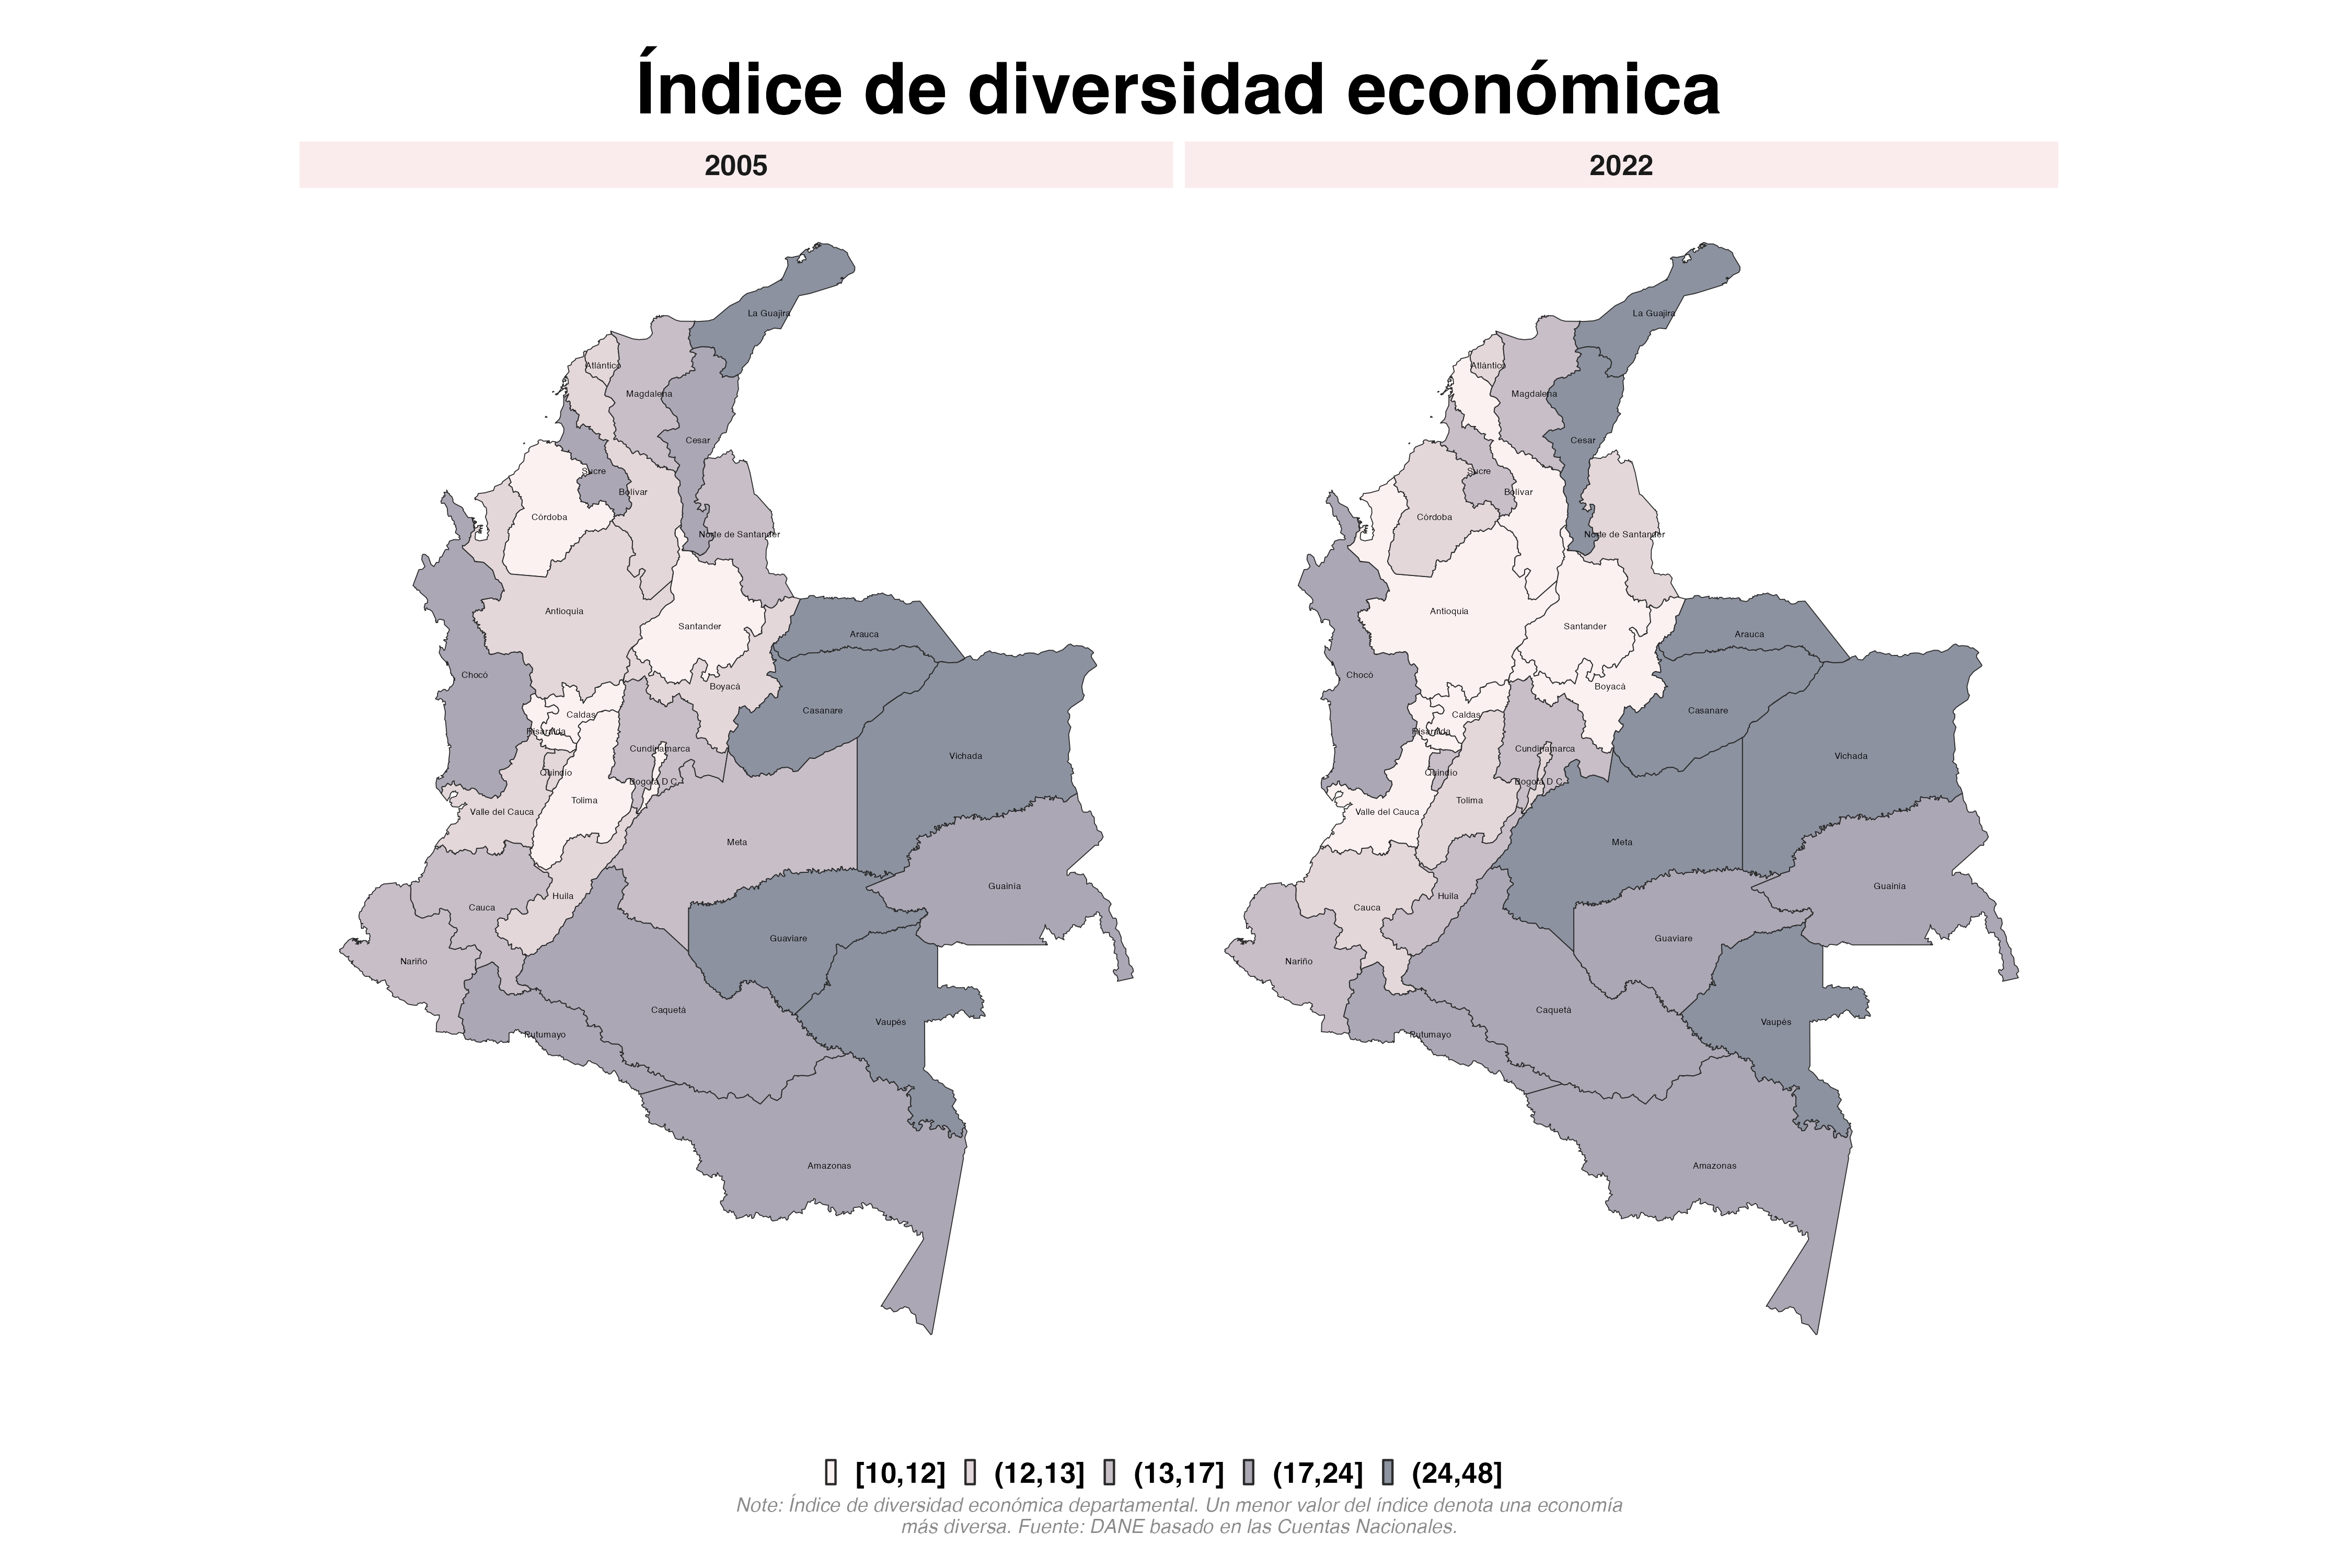 Índice de diversidad económica
2005
2022
La Guajira
Atlántico
Magdalena
Cesar
Sucre
Bolívar
Córdoba
Norte de Santander
Antioquia
Santander
Arauca
Chocó
Boyacá
Casanare
Caldas
Risaralda
Cundinamarca
Vichada
Quindío
Bogotá D.C.
Tolima
Valle del Cauca
Meta
Guainía
Huila
Cauca
Guaviare
Nariño
Caquetá
Vaupés
Putumayo
Amazonas
La Guajira
Atlántico
Magdalena
Cesar
Sucre
Bolívar
Córdoba
Norte de Santander
Antioquia
Santander
Arauca
Chocó
Boyacá
Casanare
Caldas
Risaralda
Cundinamarca
Vichada
Quindío
Bogotá D.C.
Tolima
Valle del Cauca
Meta
Guainía
Huila
Cauca
Guaviare
Nariño
Caquetá
Vaupés
Putumayo
Amazonas
[10,12] (12,13] (13,17] (17,24] (24,48]
Note: Índice de diversidad económica departamental. Un menor valor del índice denota una economía
más diversa. Fuente: DANE basado en las Cuentas Nacionales.